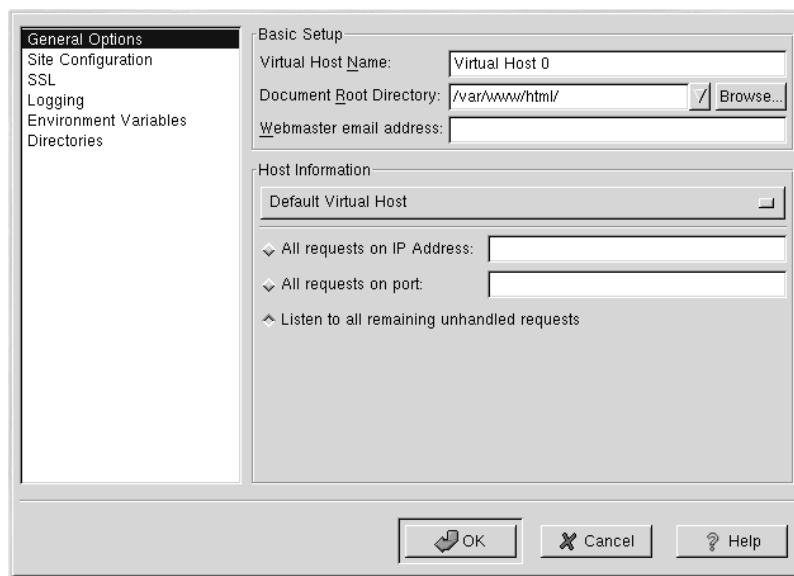 General Options
Site Configuration
SSL
Logging
Environment Variables
Directories
Basic Setup
Virtual Host Name: Virtual Host 0
Document Root Directory: /var/www/html/ Browse...
Webmaster email address:
Host Information
Default Virtual Host
All requests on IP Address:
All requests on port:
Listen to all remaining unhandled requests
OK Cancel Help